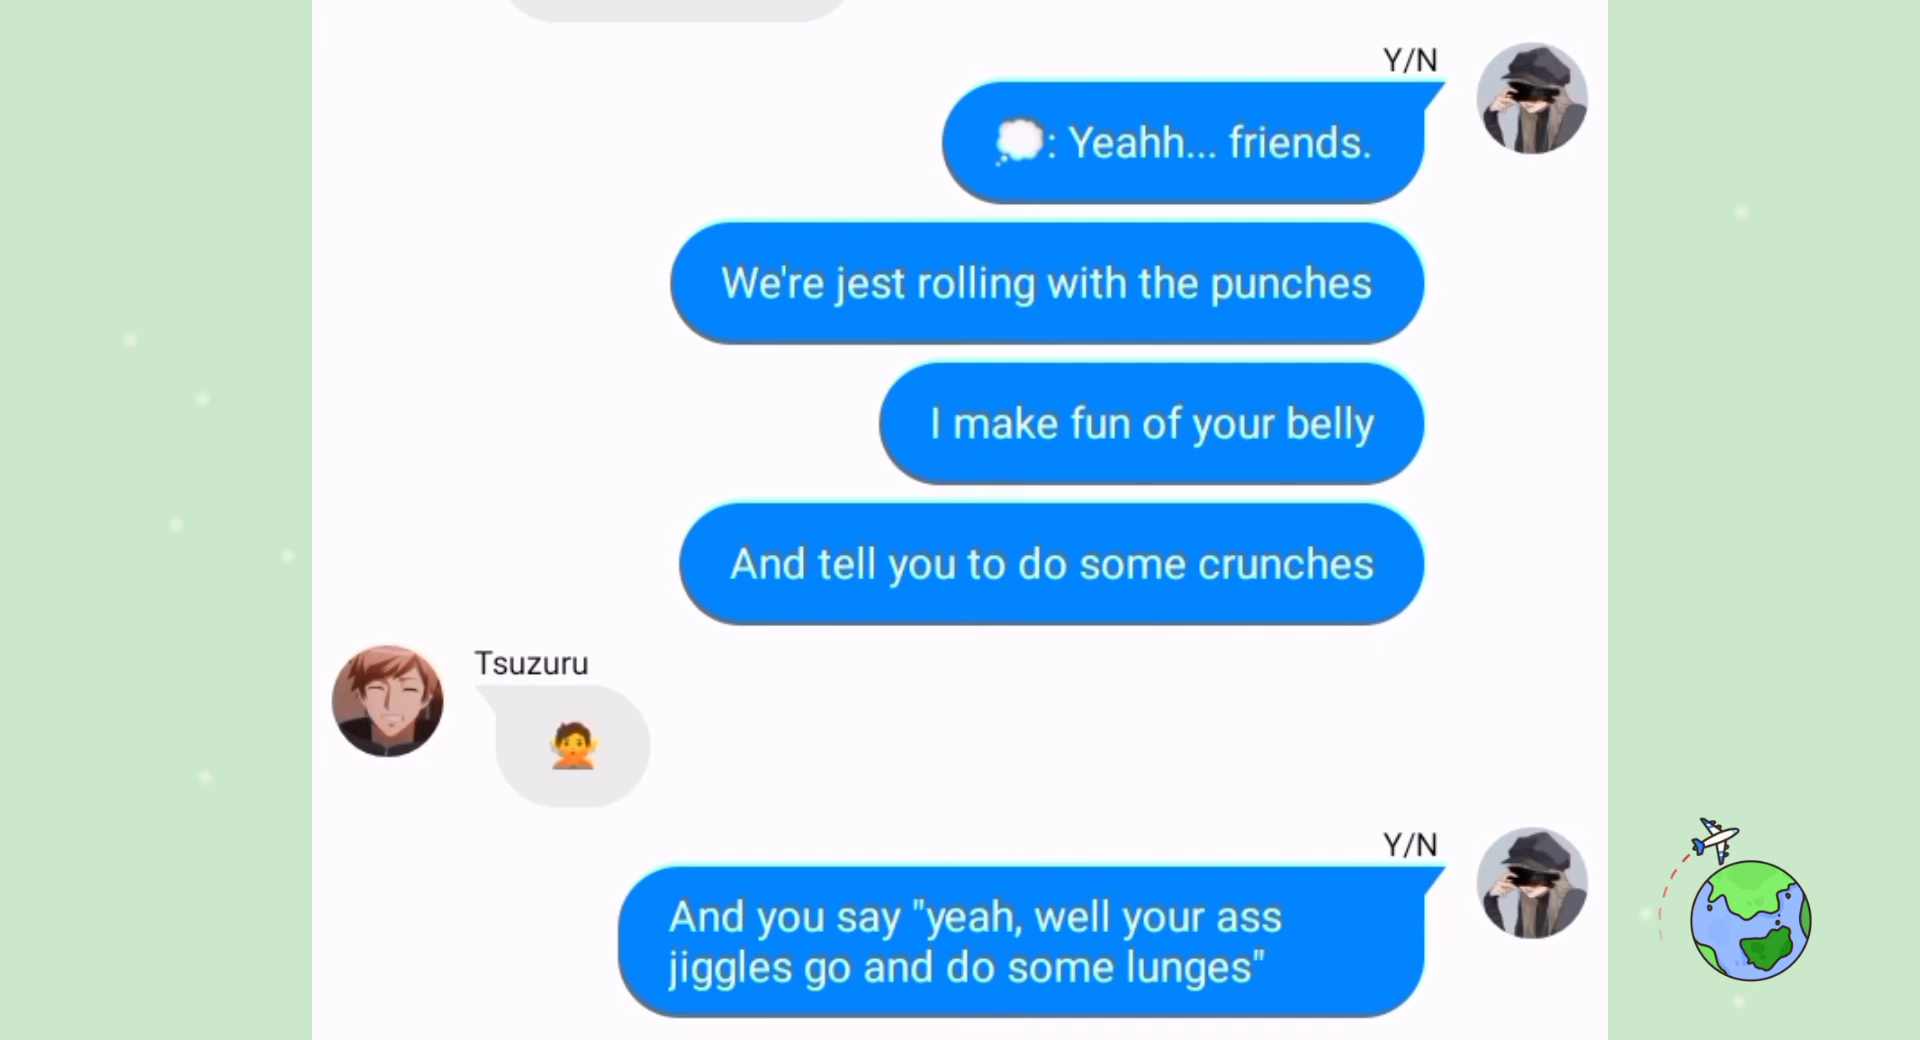 Y/N
💭: Yeahh... friends.
We're jest rolling with the punches
I make fun of your belly
And tell you to do some crunches
Tsuzuru
🙅
Y/N
And you say "yeah, well your ass
jiggles go and do some lunges"